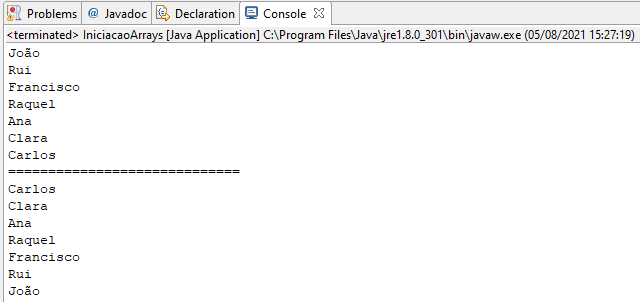 Problems @ Javadoc Declaration Console
<terminated> IniciacaoArrays [Java Application] C:\Program Files\Java\jre1.8.0_301\bin\javaw.exe (05/08/2021 15:27:19)
João
Rui
Francisco
Raquel
Ana
Clara
Carlos
=============================
Carlos
Clara
Ana
Raquel
Francisco
Rui
João